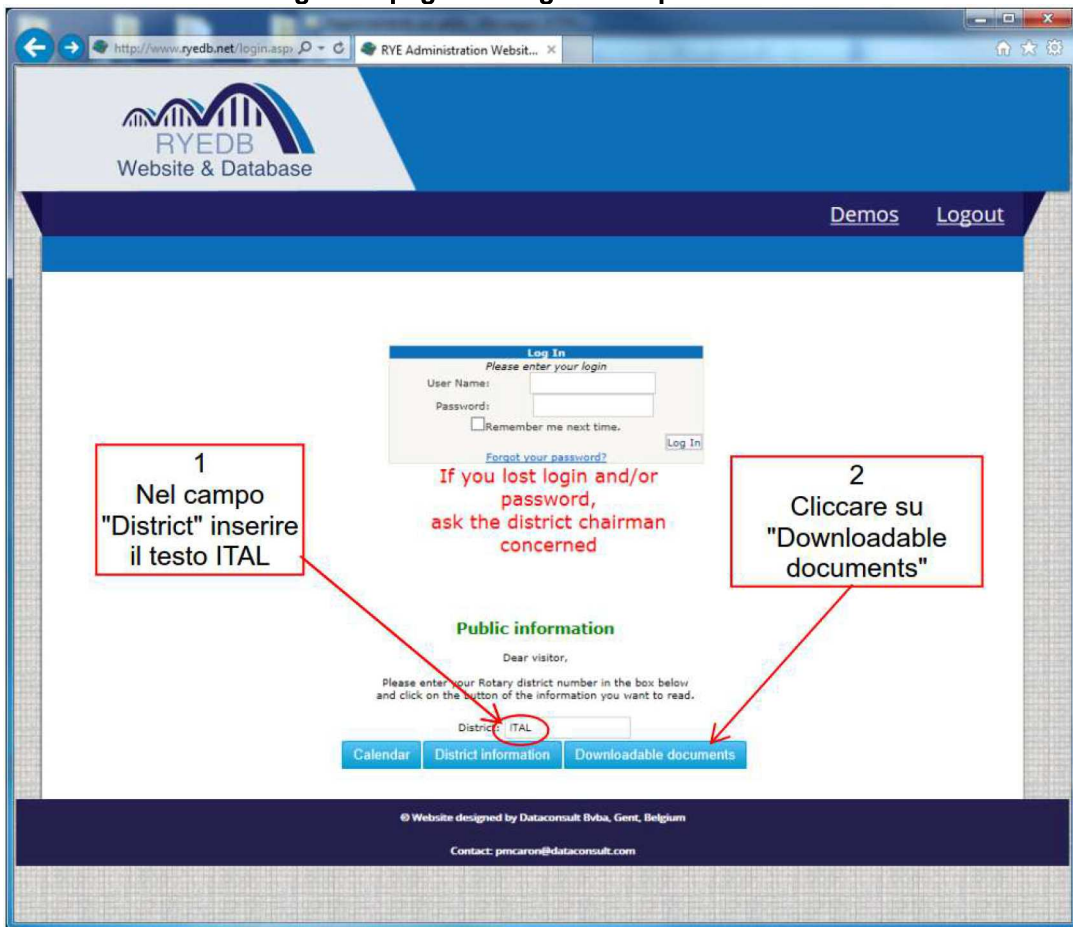 http://www.ryedb.net/login.asp
RYE Administration Websit...
RYEDB
Website & Database
Demos
Logout
Log In
Please enter your login
User Name:
Password:
Remember me next time.
Log In
Forgot your password?
If you lost login and/or
password,
ask the district chairman
concerned
1
Nel campo
"District" inserire
il testo ITAL
2
Cliccare su
"Downloadable
documents"
Public information
Dear visitor,
Please enter your Rotary district number in the box below
and click on the button of the information you want to read.
District: ITAL
Calendar
District information
Downloadable documents
© Website designed by Dataconsult Bvba, Gent, Belgium
Contact: pmcaron@dataconsult.com